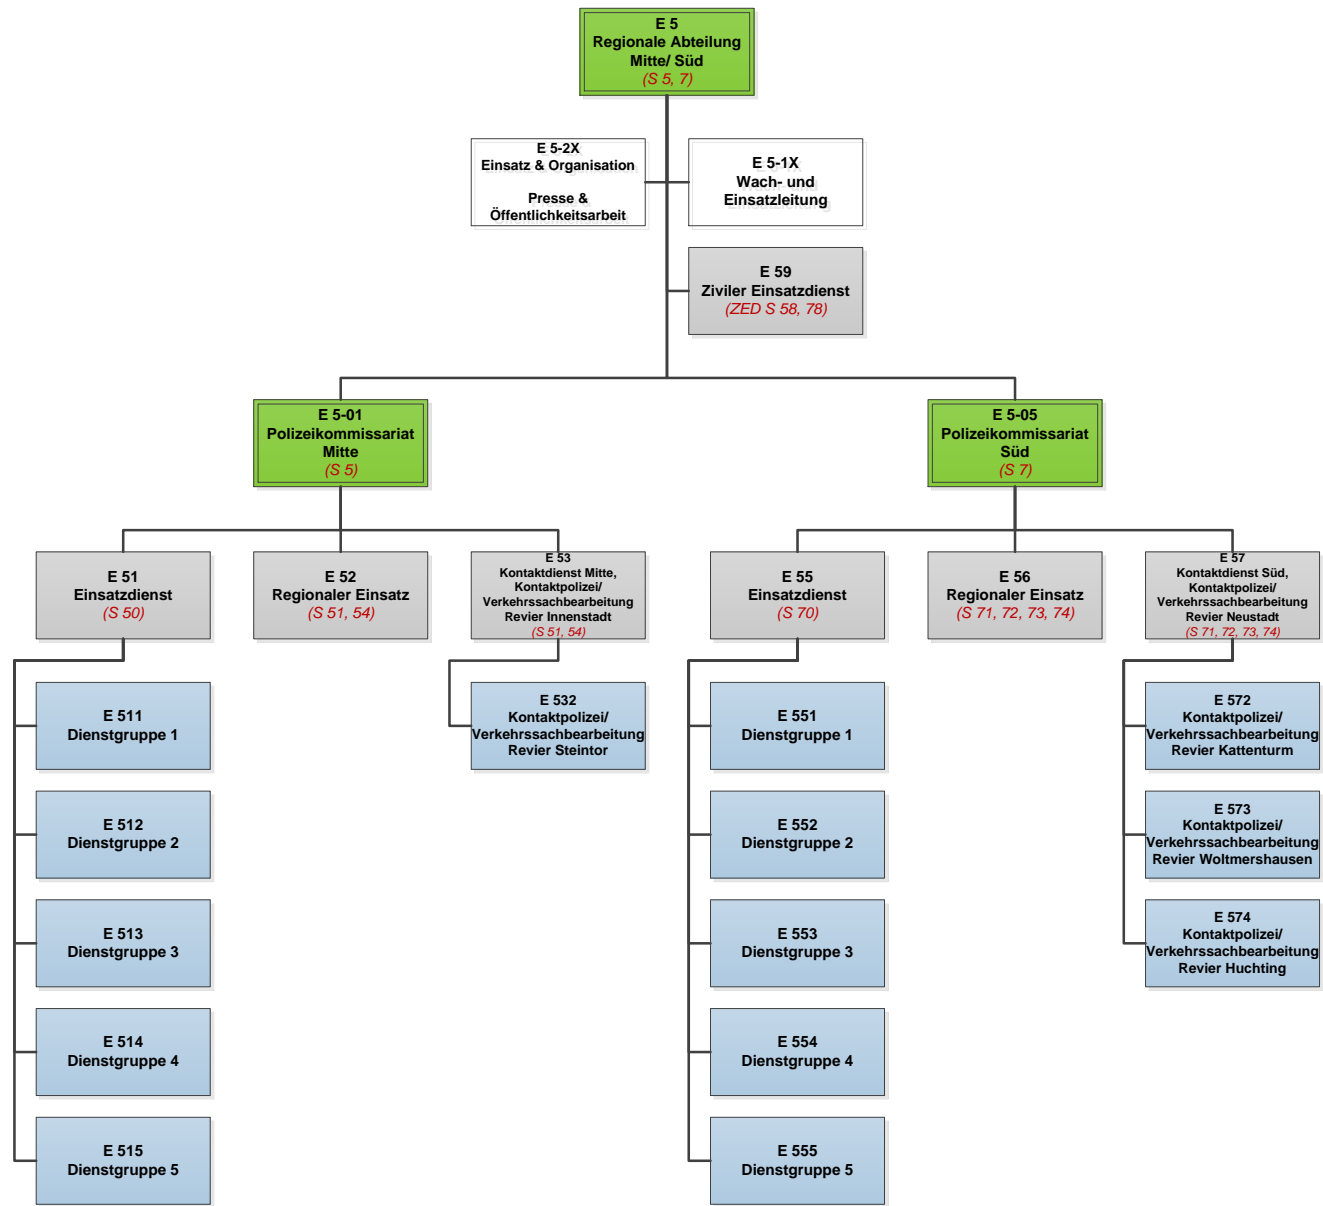 E 5
Regionale Abteilung
Mitte/ Süd
(S 5, 7)
E 5-2X
Einsatz & Organisation
Presse &
Öffentlichkeitsarbeit
E 5-1X
Wach- und
Einsatzleitung
E 59
Ziviler Einsatzdienst
(ZED S 58, 78)
E 5-01
Polizeikommissariat
Mitte
(S 5)
E 5-05
Polizeikommissariat
Süd
(S 7)
E 51
Einsatzdienst
(S 50)
E 52
Regionaler Einsatz
(S 51, 54)
E 53
Kontaktdienst Mitte,
Kontaktpolizei/
Verkehrssachbearbeitung
Revier Innenstadt
(S 51, 54)
E 55
Einsatzdienst
(S 70)
E 56
Regionaler Einsatz
(S 71, 72, 73, 74)
E 57
Kontaktdienst Süd,
Kontaktpolizei/
Verkehrssachbearbeitung
Revier Neustadt
(S 71, 72, 73, 74)
E 511
Dienstgruppe 1
E 532
Kontaktpolizei/
Verkehrssachbearbeitung
Revier Steintor
E 551
Dienstgruppe 1
E 572
Kontaktpolizei/
Verkehrssachbearbeitung
Revier Kattenturm
E 512
Dienstgruppe 2
E 552
Dienstgruppe 2
E 573
Kontaktpolizei/
Verkehrssachbearbeitung
Revier Woltmershausen
E 513
Dienstgruppe 3
E 553
Dienstgruppe 3
E 574
Kontaktpolizei/
Verkehrssachbearbeitung
Revier Huchting
E 514
Dienstgruppe 4
E 554
Dienstgruppe 4
E 515
Dienstgruppe 5
E 555
Dienstgruppe 5